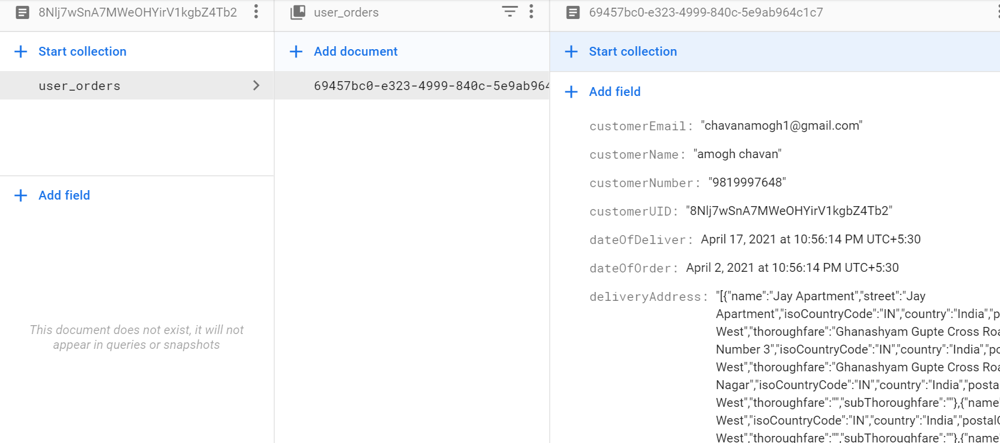 8Nlj7wSnA7MWeOHYirV1kgbZ4Tb2
Start collection
user_orders
Add field
This document does not exist, it will not
appear in queries or snapshots
user_orders
Add document
69457bc0-e323-4999-840c-5e9ab964
69457bc0-e323-4999-840c-5e9ab964c1c7
Start collection
Add field
customerEmail: "chavanamogh1@gmail.com"
customerName: "amogh chavan"
customerNumber: "9819997648"
customerUID: "8Nlj7wSnA7MWeOHYirV1kgbZ4Tb2"
dateOfDeliver: April 17, 2021 at 10:56:14 PM UTC+5:30
dateOfOrder: April 2, 2021 at 10:56:14 PM UTC+5:30
deliveryAddress: "[{"name":"Jay Apartment","street":"Jay
Apartment","isoCountryCode":"IN","country":"India","p
West","thoroughfare":"Ghanashyam Gupte Cross Roa
Number 3","isoCountryCode":"IN","country":"India","po
West","thoroughfare":"Ghanashyam Gupte Cross Roa
Nagar","isoCountryCode":"IN","country":"India","posta
West","thoroughfare":"","subThoroughfare":""},{"name"
West","isoCountryCode":"IN","country":"India","postalC
West","thoroughfare":"","subThoroughfare":""},{"name"